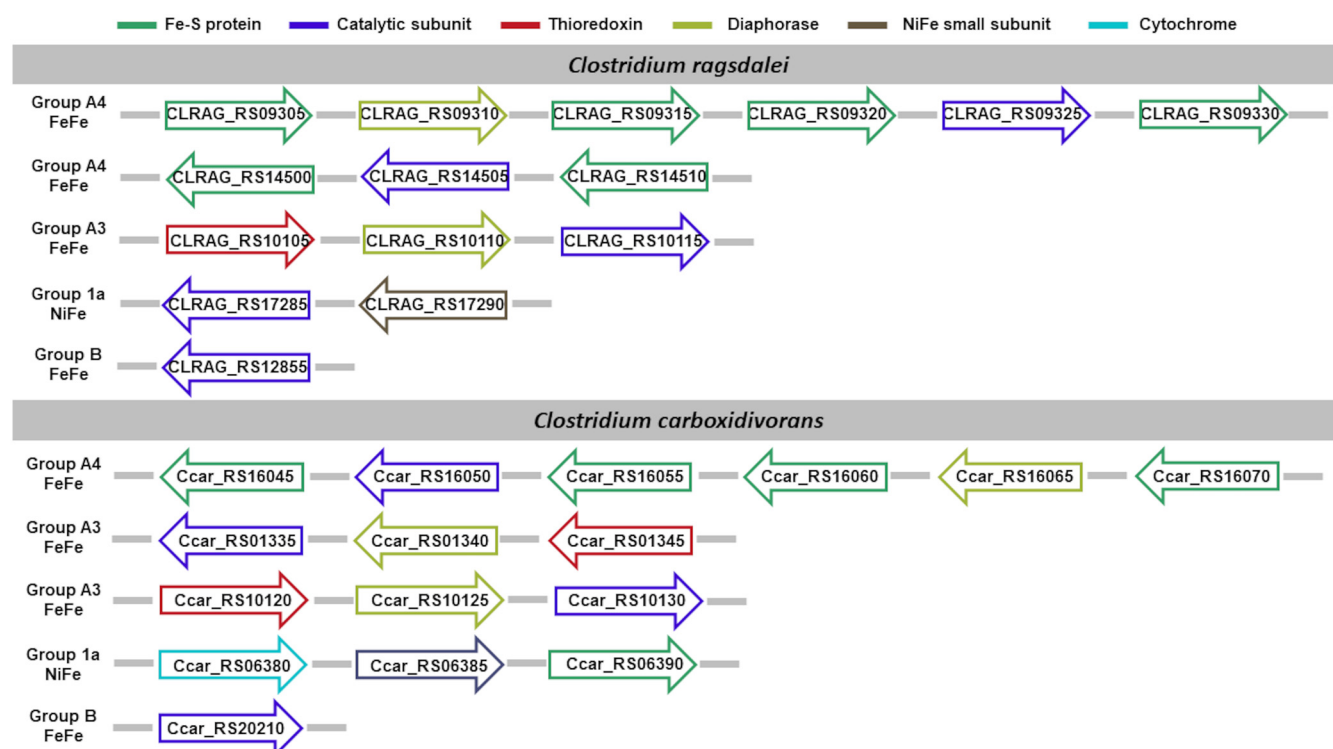 Fe-S protein Catalytic subunit Thioredoxin Diaphorase NiFe small subunit Cytochrome
Clostridium ragsdalei
Group A4
FeFe
CLRAG_RS09305 CLRAG_RS09310 CLRAG_RS09315 CLRAG_RS09320 CLRAG_RS09325 CLRAG_RS09330
Group A4
FeFe
CLRAG_RS14500 CLRAG_RS14505 CLRAG_RS14510
Group A3
FeFe
CLRAG_RS10105 CLRAG_RS10110 CLRAG_RS10115
Group 1a
NiFe
CLRAG_RS17285 CLRAG_RS17290
Group B
FeFe
CLRAG_RS12855
Clostridium carboxidivorans
Group A4
FeFe
Ccar_RS16045 Ccar_RS16050 Ccar_RS16055 Ccar_RS16060 Ccar_RS16065 Ccar_RS16070
Group A3
FeFe
Ccar_RS01335 Ccar_RS01340 Ccar_RS01345
Group A3
FeFe
Ccar_RS10120 Ccar_RS10125 Ccar_RS10130
Group 1a
NiFe
Ccar_RS06380 Ccar_RS06385 Ccar_RS06390
Group B
FeFe
Ccar_RS20210